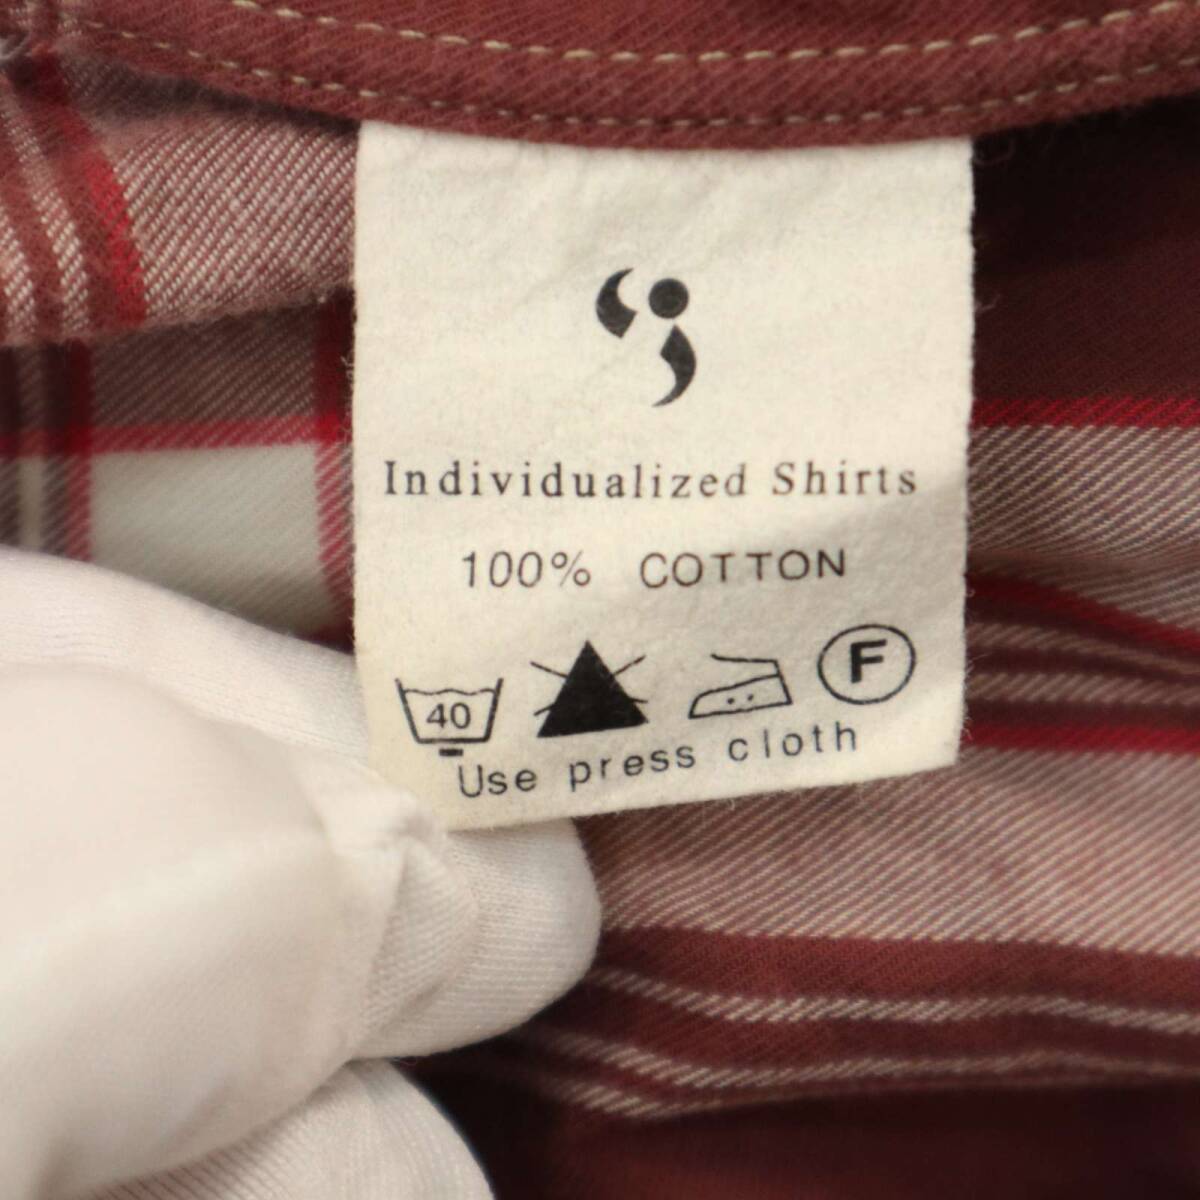 Individualized Shirts
100% COTTON
40 F
Use press cloth